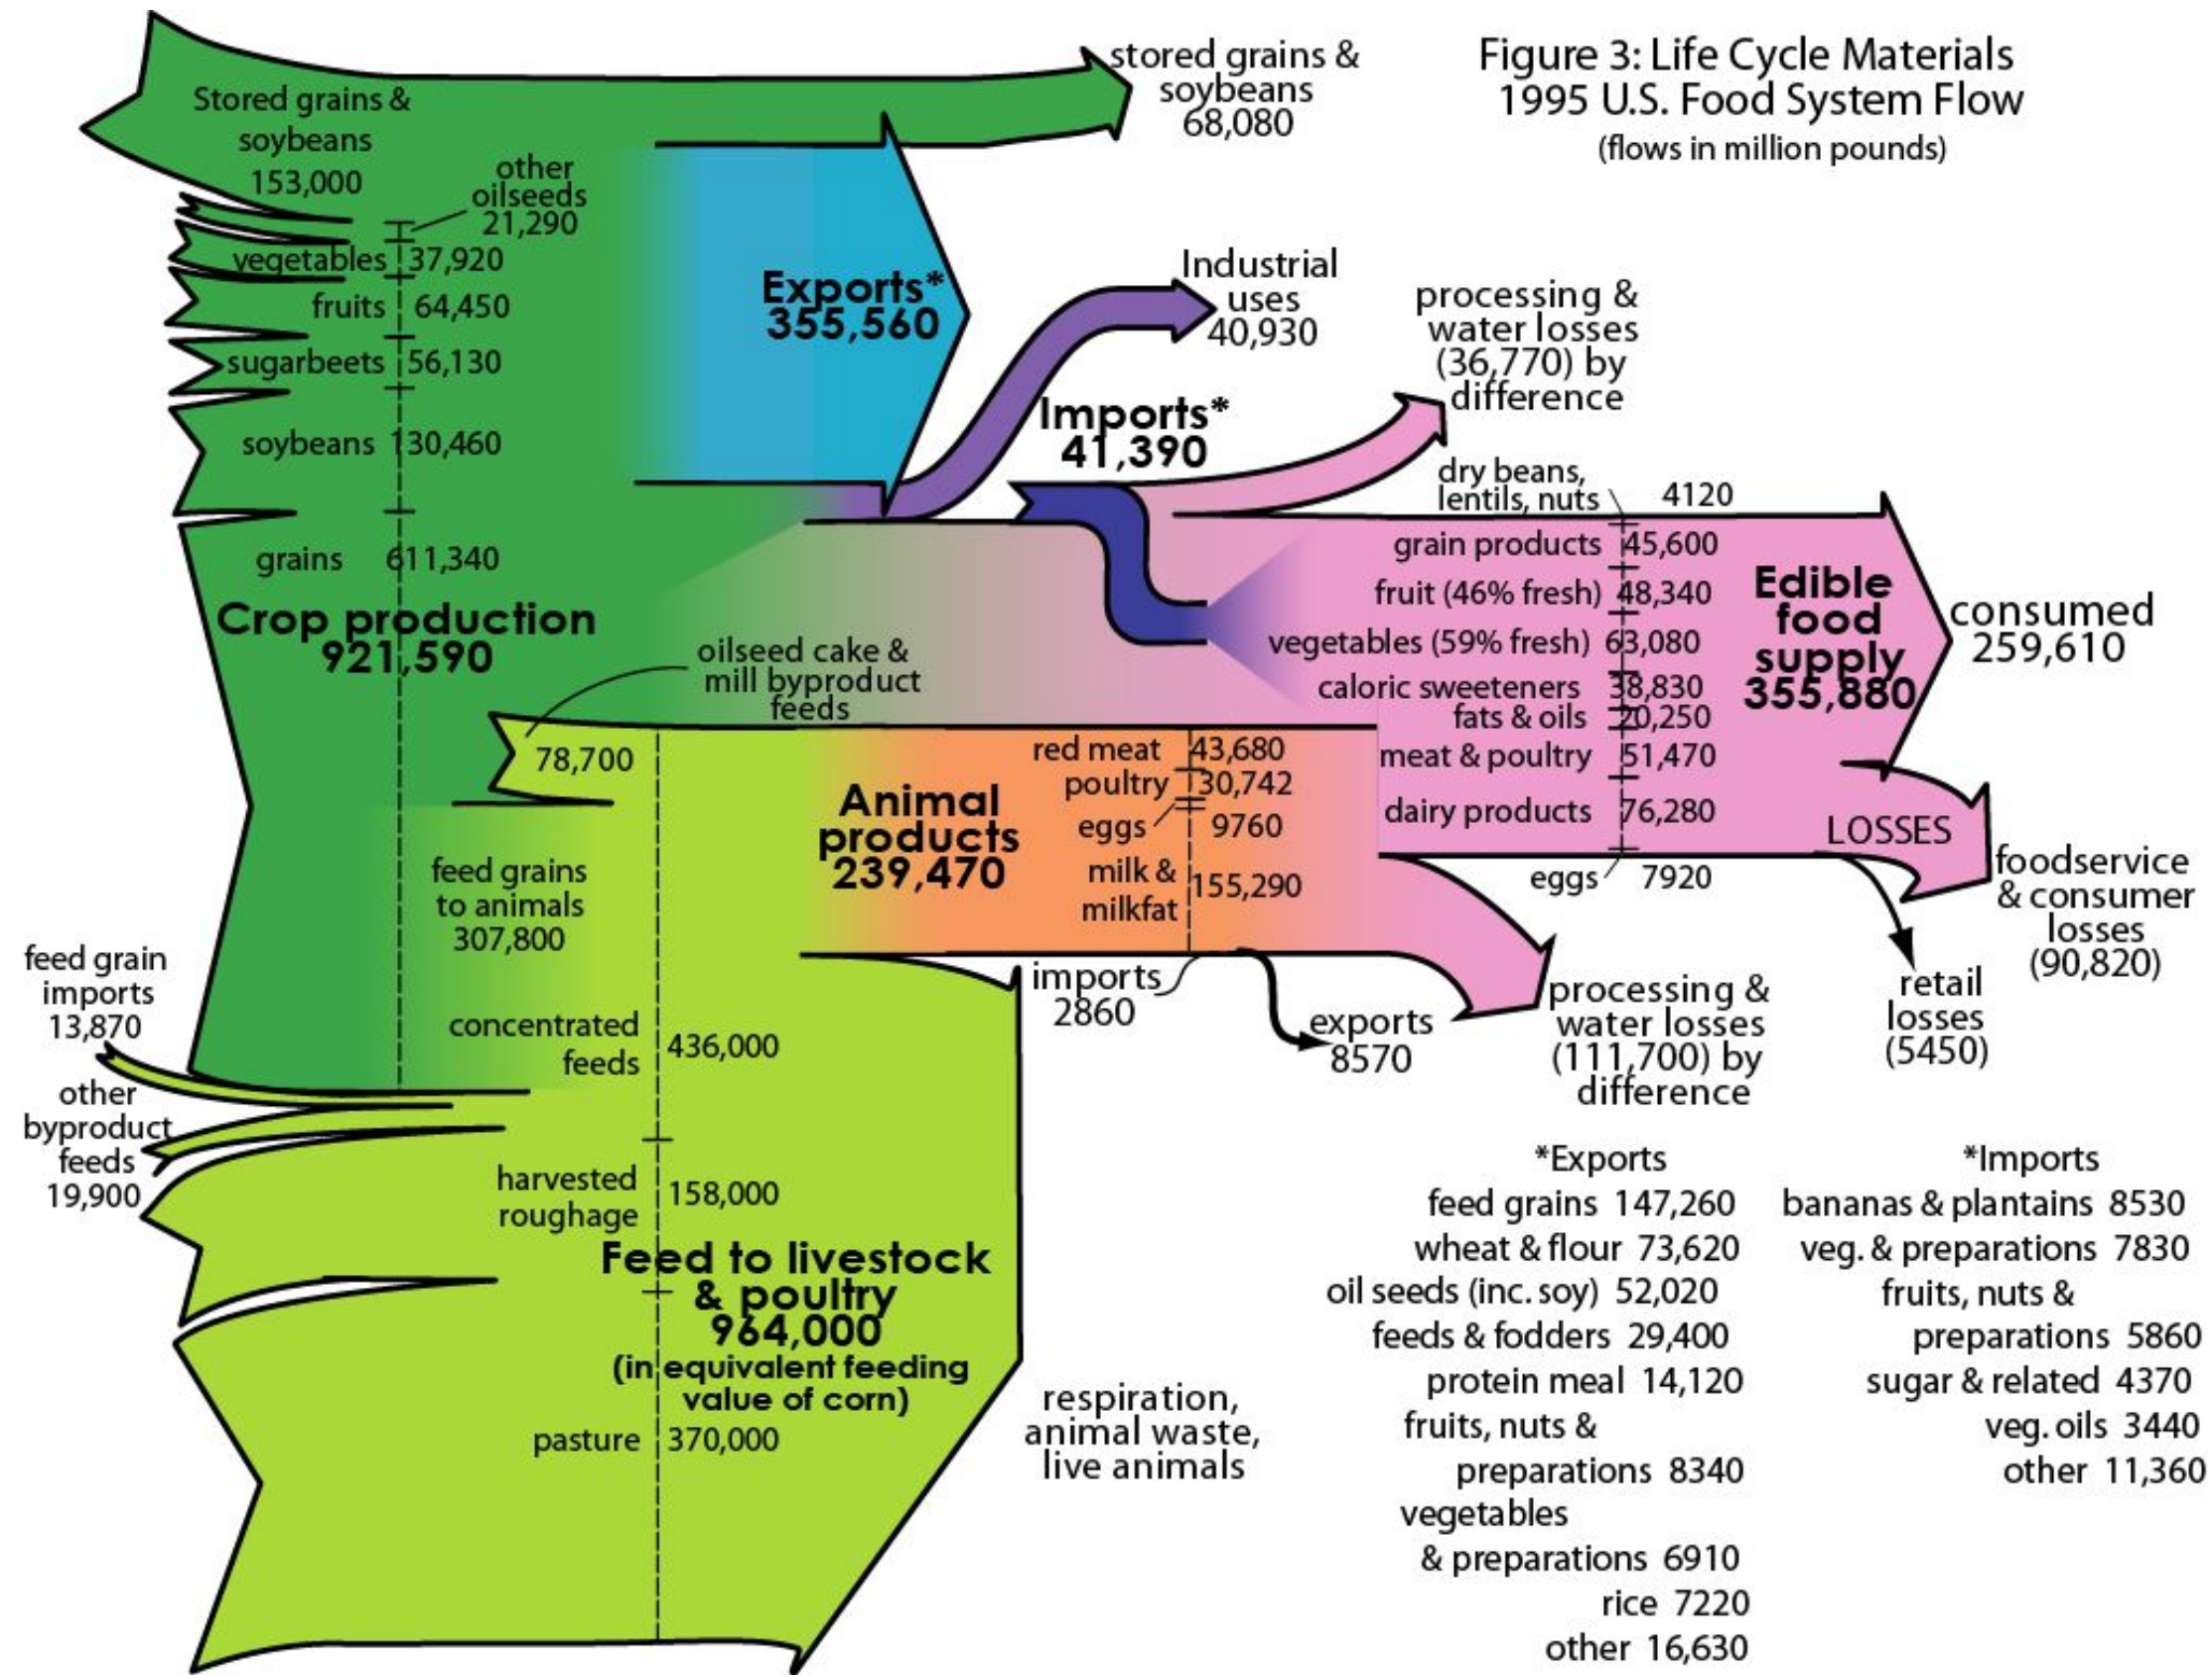 Figure 3: Life Cycle Materials
1995 U.S. Food System Flow
(flows in million pounds)
stored grains &
soybeans
68,080
Stored grains &
soybeans
153,000
other
oilseeds
21,290
vegetables 37,920
fruits 64,450
sugarbeets 56,130
soybeans 130,460
grains 611,340
Crop production
921,590
Exports*
355,560
Industrial
uses
40,930
Imports*
41,390
processing &
water losses
(36,770) by
difference
dry beans,
lentils, nuts 4120
grain products 45,600
fruit (46% fresh) 48,340
vegetables (59% fresh) 63,080
caloric sweeteners 38,830
fats & oils 20,250
meat & poultry 51,470
dairy products 76,280
eggs 7920
Edible
food
supply
355,880
consumed
259,610
LOSSES
foodservice
& consumer
losses
(90,820)
retail
losses
(5450)
oilseed cake &
mill byproduct
feeds
78,700
Animal
products
239,470
red meat 43,680
poultry 30,742
eggs 9760
milk &
milkfat 155,290
imports
2860
exports
8570
processing &
water losses
(111,700) by
difference
feed grains
to animals
307,800
feed grain
imports
13,870
other
byproduct
feeds
19,900
concentrated
feeds 436,000
harvested
roughage 158,000
Feed to livestock
& poultry
964,000
(in equivalent feeding
value of corn)
pasture 370,000
respiration,
animal waste,
live animals
*Exports
feed grains 147,260
wheat & flour 73,620
oil seeds (inc. soy) 52,020
feeds & fodders 29,400
protein meal 14,120
fruits, nuts &
preparations 8340
vegetables
& preparations 6910
rice 7220
other 16,630
*Imports
bananas & plantains 8530
veg. & preparations 7830
fruits, nuts &
preparations 5860
sugar & related 4370
veg. oils 3440
other 11,360